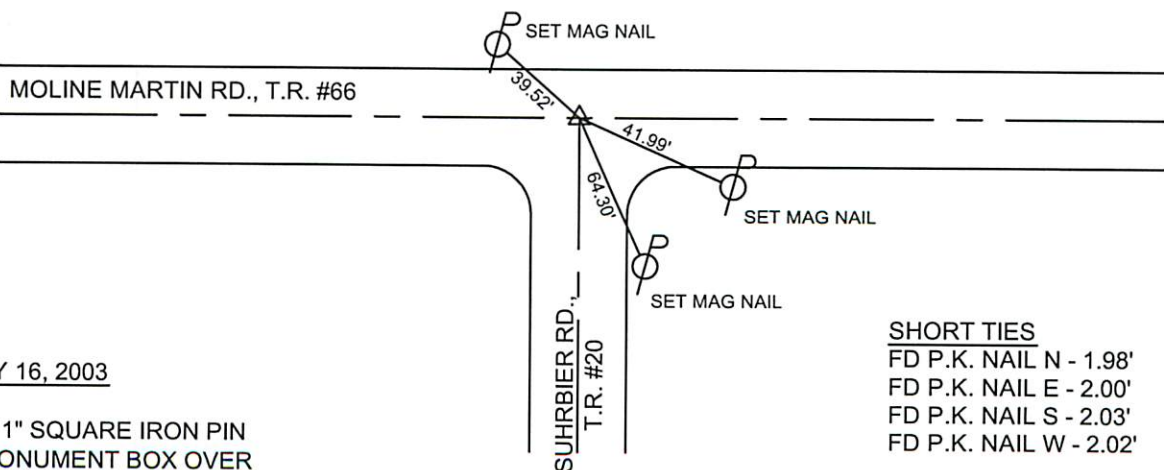 SET MAG NAIL
MOLINE MARTIN RD., T.R. #66
39.52'
41.99'
64.30'
SET MAG NAIL
SET MAG NAIL
SUHRBIER RD.,
T.R. #20
SHORT TIES
FD P.K. NAIL N - 1.98'
FD P.K. NAIL E - 2.00'
FD P.K. NAIL S - 2.03'
FD P.K. NAIL W - 2.02'
16, 2003
1" SQUARE IRON PIN
BOX OVER